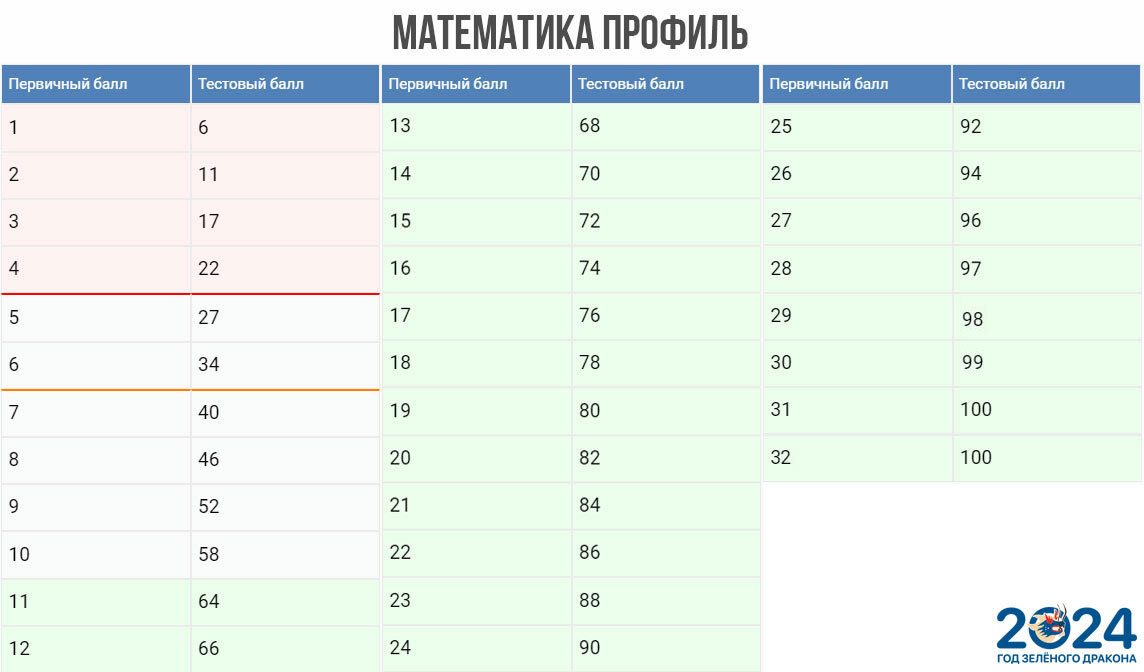 МАТЕМАТИКА ПРОФИЛЬ
Первичный балл Тестовый балл Первичный балл Тестовый балл Первичный балл Тестовый балл
1 6 13 68 25 92
2 11 14 70 26 94
3 17 15 72 27 96
4 22 16 74 28 97
5 27 17 76 29 98
6 34 18 78 30 99
7 40 19 80 31 100
8 46 20 82 32 100
9 52 21 84
10 58 22 86
11 64 23 88
12 66 24 90
2024
ГОД ЗЕЛЁНОГО ДРАКОНА